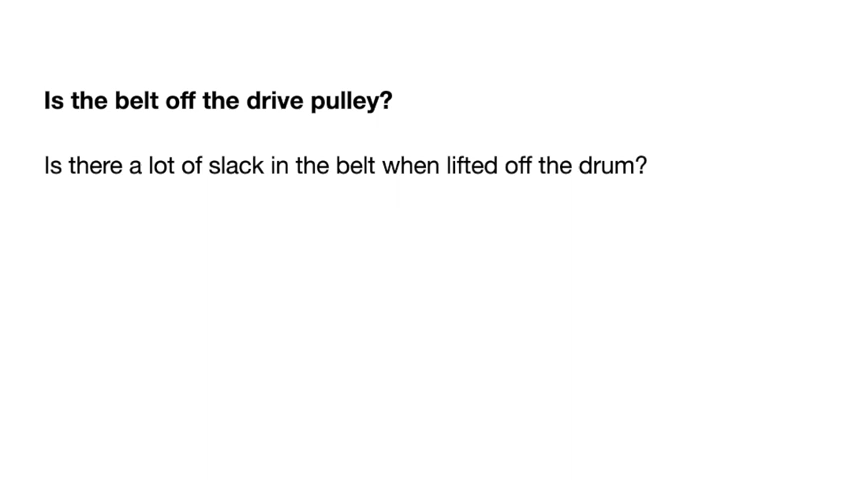 Is the belt off the drive pulley?
Is there a lot of slack in the belt when lifted off the drum?